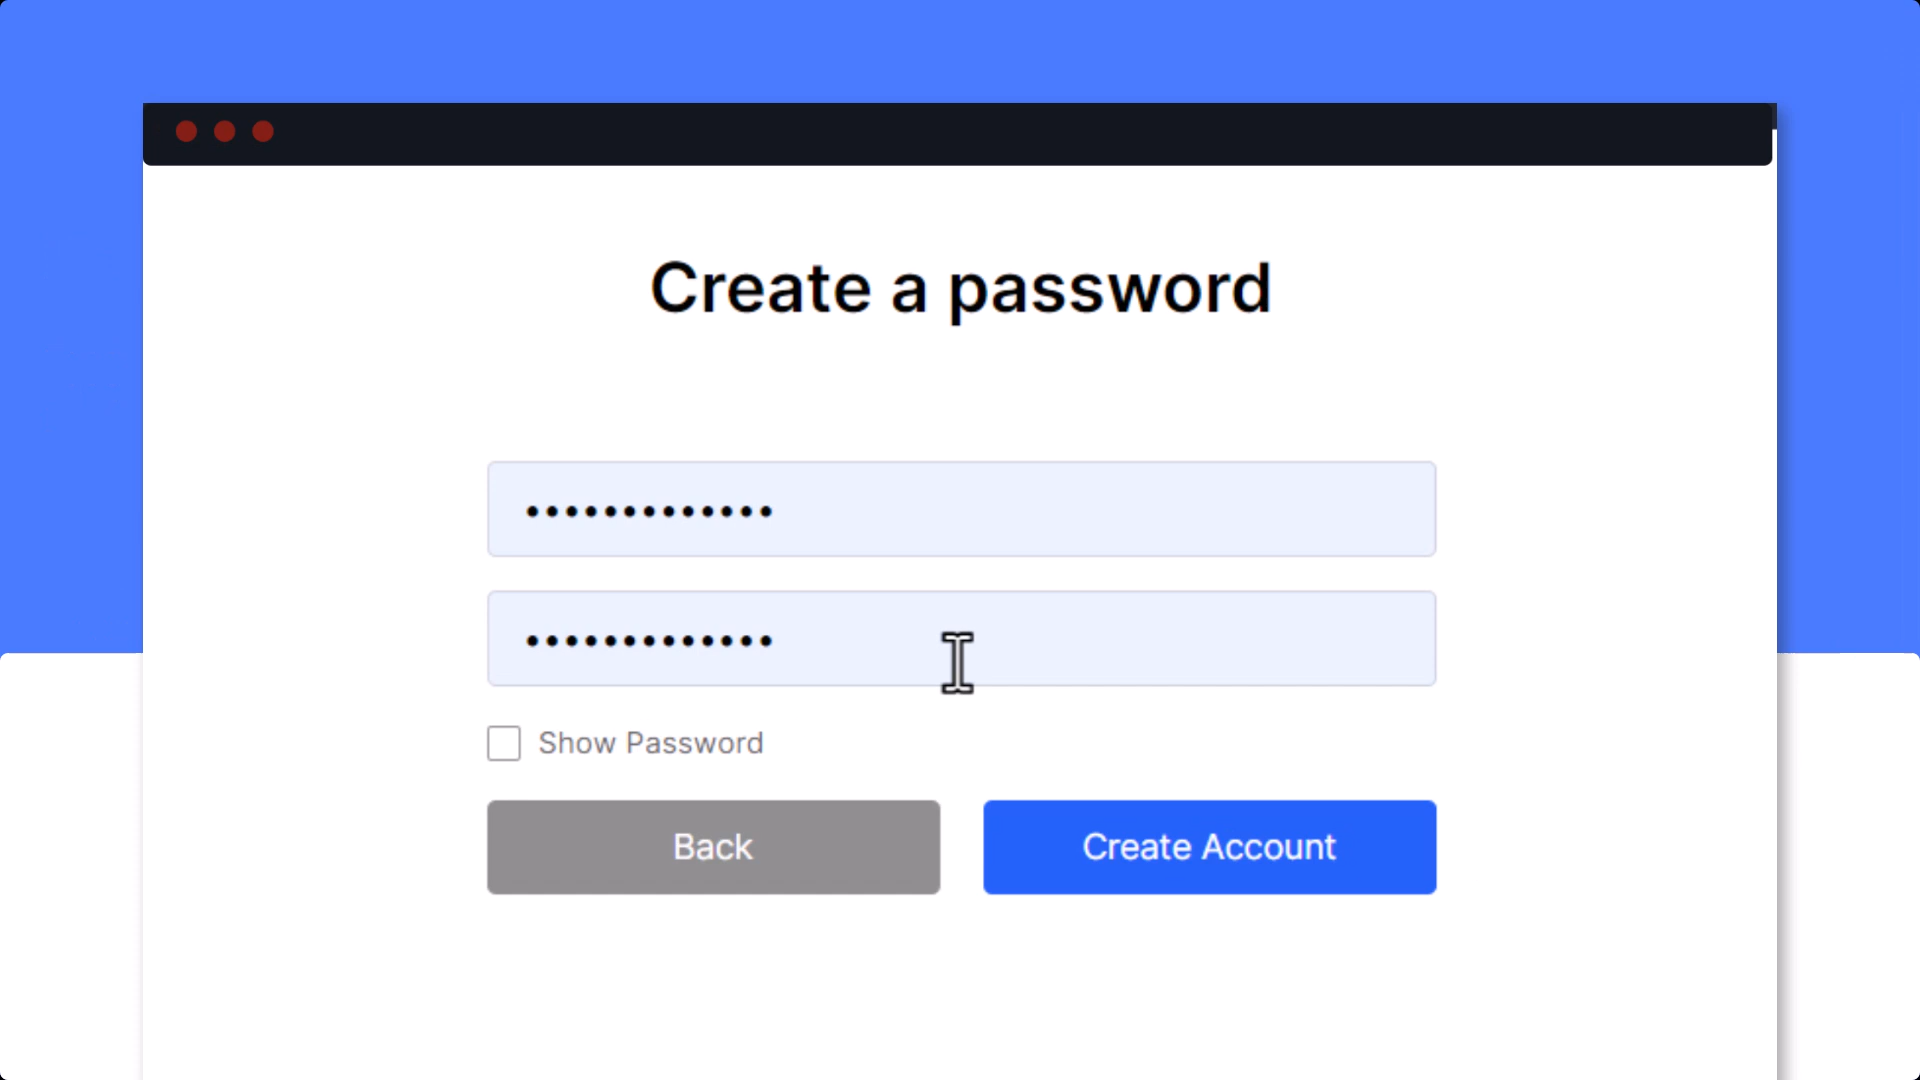 Create a password
•••••••••••••
•••••••••••••
Show Password
Back
Create Account